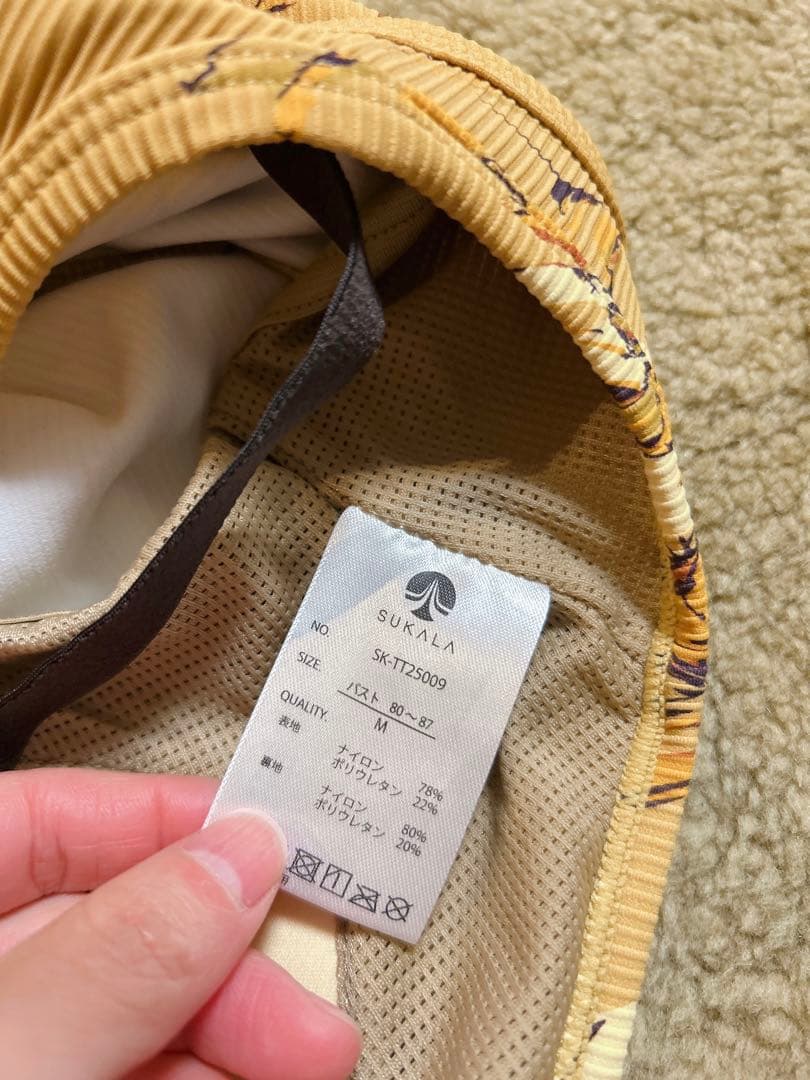 SUKALA
NO. SK-TT25009
SIZE. バスト 80～87
M
QUALITY.
表地 ナイロン 78%
ポリウレタン 22%
裏地 ナイロン 80%
ポリウレタン 20%